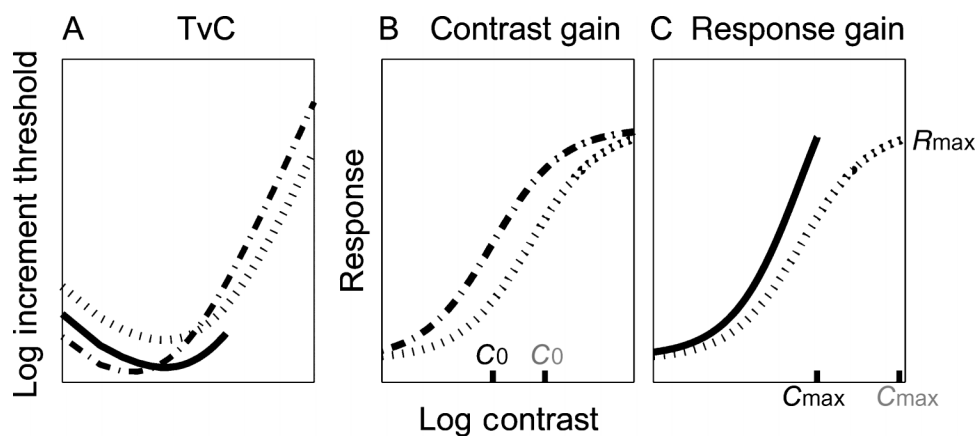 A TvC B Contrast gain C Response gain
Log increment threshold
Response
Rmax
C0 C0
Cmax Cmax
Log contrast